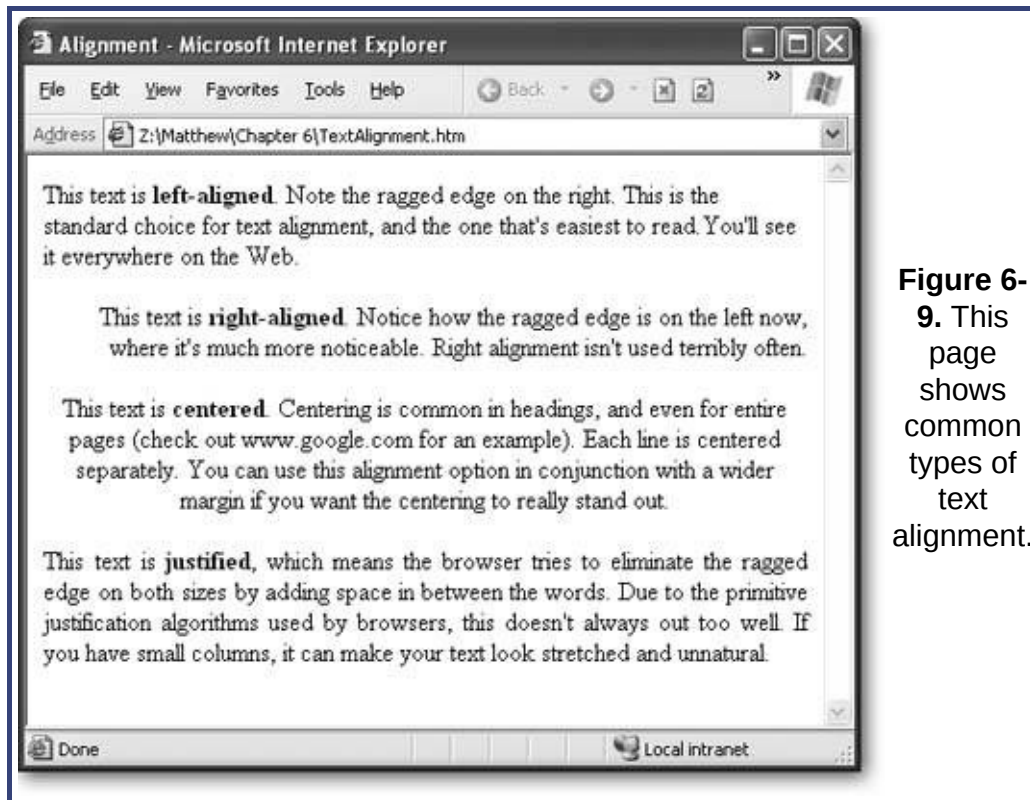 Alignment - Microsoft Internet Explorer
File Edit View Favorites Tools Help Back »
Address Z:\Matthew\Chapter 6\TextAlignment.htm
This text is left-aligned. Note the ragged edge on the right. This is the
standard choice for text alignment, and the one that's easiest to read.You'll see
it everywhere on the Web.
This text is right-aligned. Notice how the ragged edge is on the left now,
where it's much more noticeable. Right alignment isn't used terribly often.
This text is centered. Centering is common in headings, and even for entire
pages (check out www.google.com for an example). Each line is centered
separately. You can use this alignment option in conjunction with a wider
margin if you want the centering to really stand out.
This text is justified, which means the browser tries to eliminate the ragged
edge on both sizes by adding space in between the words. Due to the primitive
justification algorithms used by browsers, this doesn't always out too well. If
you have small columns, it can make your text look stretched and unnatural.
Done Local intranet
Figure 6-
9. This
page
shows
common
types of
text
alignment.